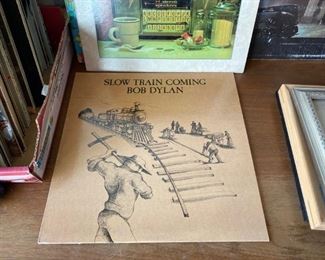 SLOW TRAIN COMING
BOB DYLAN